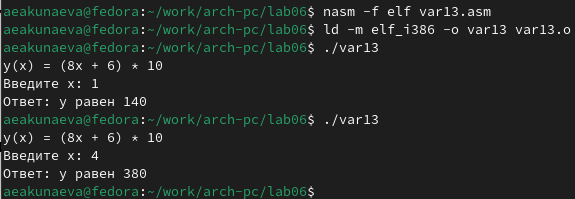 aeakunaeva@fedora:~/work/arch-pc/lab06$ nasm -f elf var13.asm
aeakunaeva@fedora:~/work/arch-pc/lab06$ ld -m elf_i386 -o var13 var13.o
aeakunaeva@fedora:~/work/arch-pc/lab06$ ./var13
y(x) = (8x + 6) * 10
Введите x: 1
Ответ: y равен 140
aeakunaeva@fedora:~/work/arch-pc/lab06$ ./var13
y(x) = (8x + 6) * 10
Введите x: 4
Ответ: y равен 380
aeakunaeva@fedora:~/work/arch-pc/lab06$